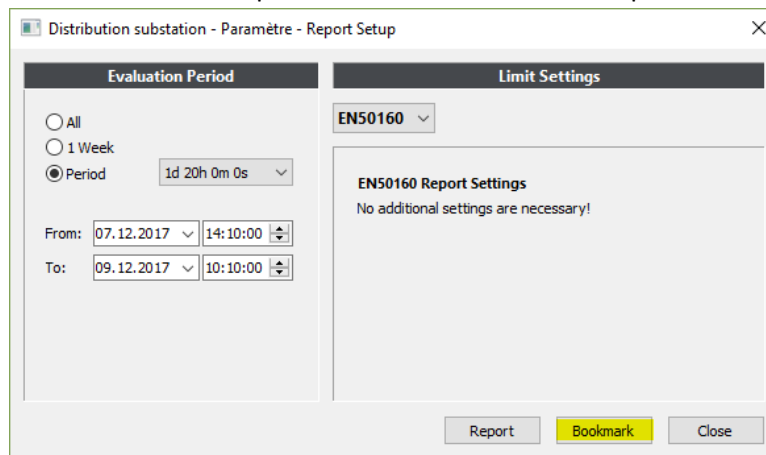 Distribution substation - Paramètre - Report Setup
Evaluation Period
All
1 Week
Period 1d 20h 0m 0s
From: 07.12.2017 14:10:00
To: 09.12.2017 10:10:00
Limit Settings
EN50160
EN50160 Report Settings
No additional settings are necessary!
Report Bookmark Close